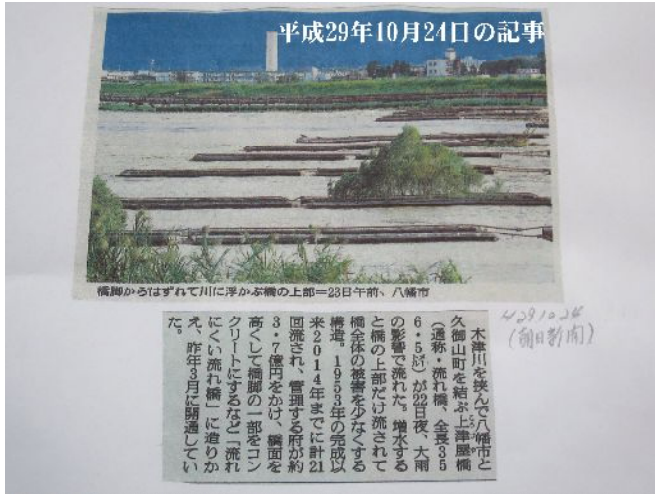 平成29年10月24日の記事
橋脚からはずれて川に浮かぶ橋の上部＝23日午前、八幡市
木津川を挟んで八幡市と
久御山町を結ぶ上津屋橋
（通称・流れ橋、全長35
6・5㍍）が22日夜、大雨
の影響で流れた。増水する
と橋の上部だけ流されて
橋全体の被害を少なくする
構造。1953年の完成以
来2014年までに計21
回流され、管理する府が約
3・7億円をかけ、橋面を
高くして橋脚の一部をコン
クリートにするなど「流れ
にくい流れ橋」に造りか
え、昨年3月に開通してい
た。
H29.10.24
（朝日新聞）